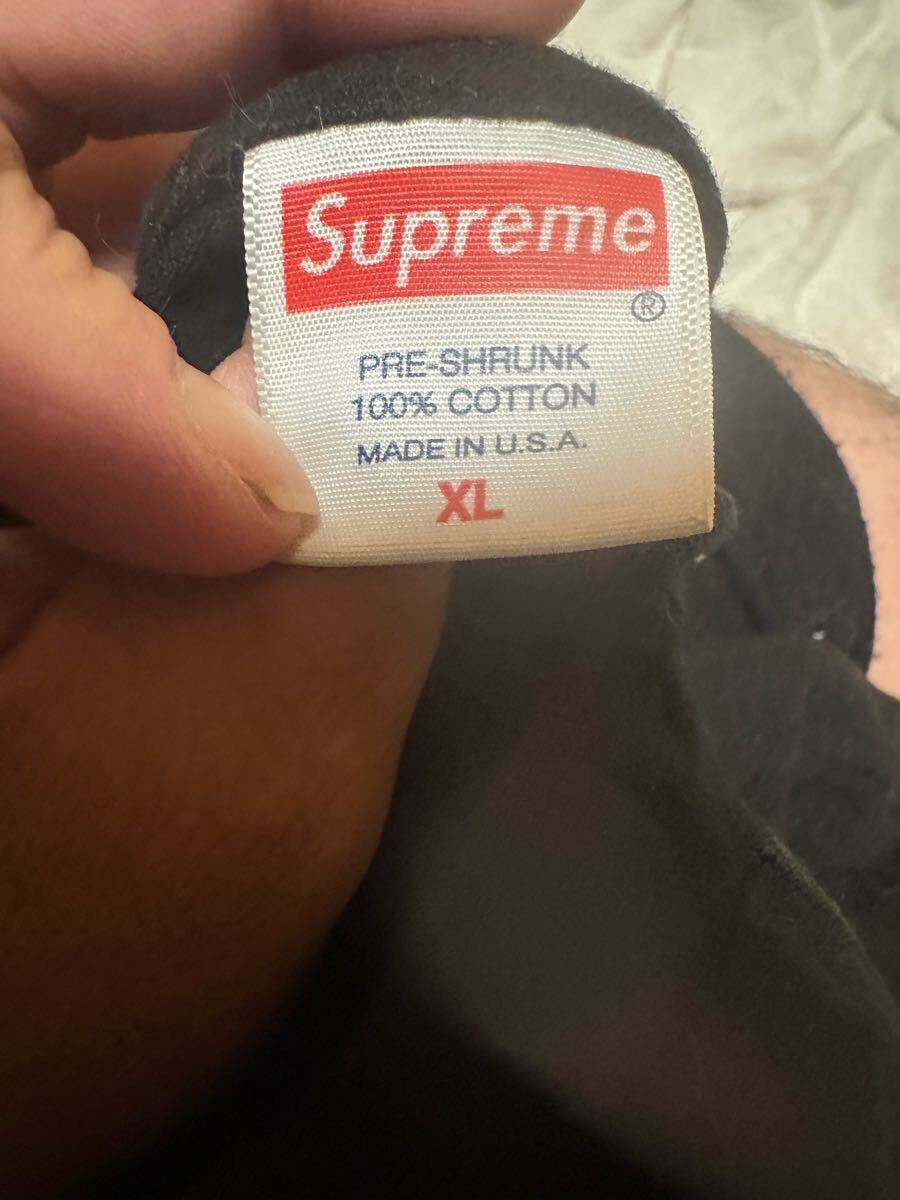 Supreme
®
PRE-SHRUNK
100% COTTON
MADE IN U.S.A.
XL